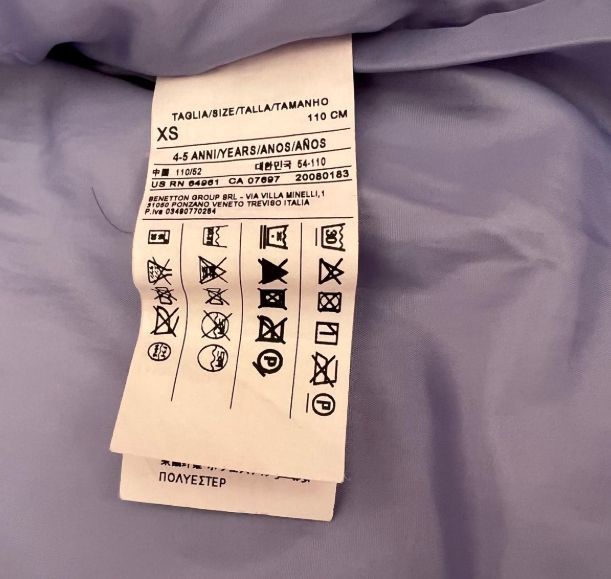 TAGLIA/SIZE/TALLA/TAMANHO
XS 110 CM
4-5 ANNI/YEARS/ANOS/AÑOS
中國 110/52 대한민국 54-110
US RN 64961 CA 07697 20080183
BENETTON GROUP SRL - VIA VILLA MINELLI,1
31050 PONZANO VENETO TREVISO ITALIA
P.iva 03490770264
30
P P
ΠΟΛΥΕΣΤΕΡ